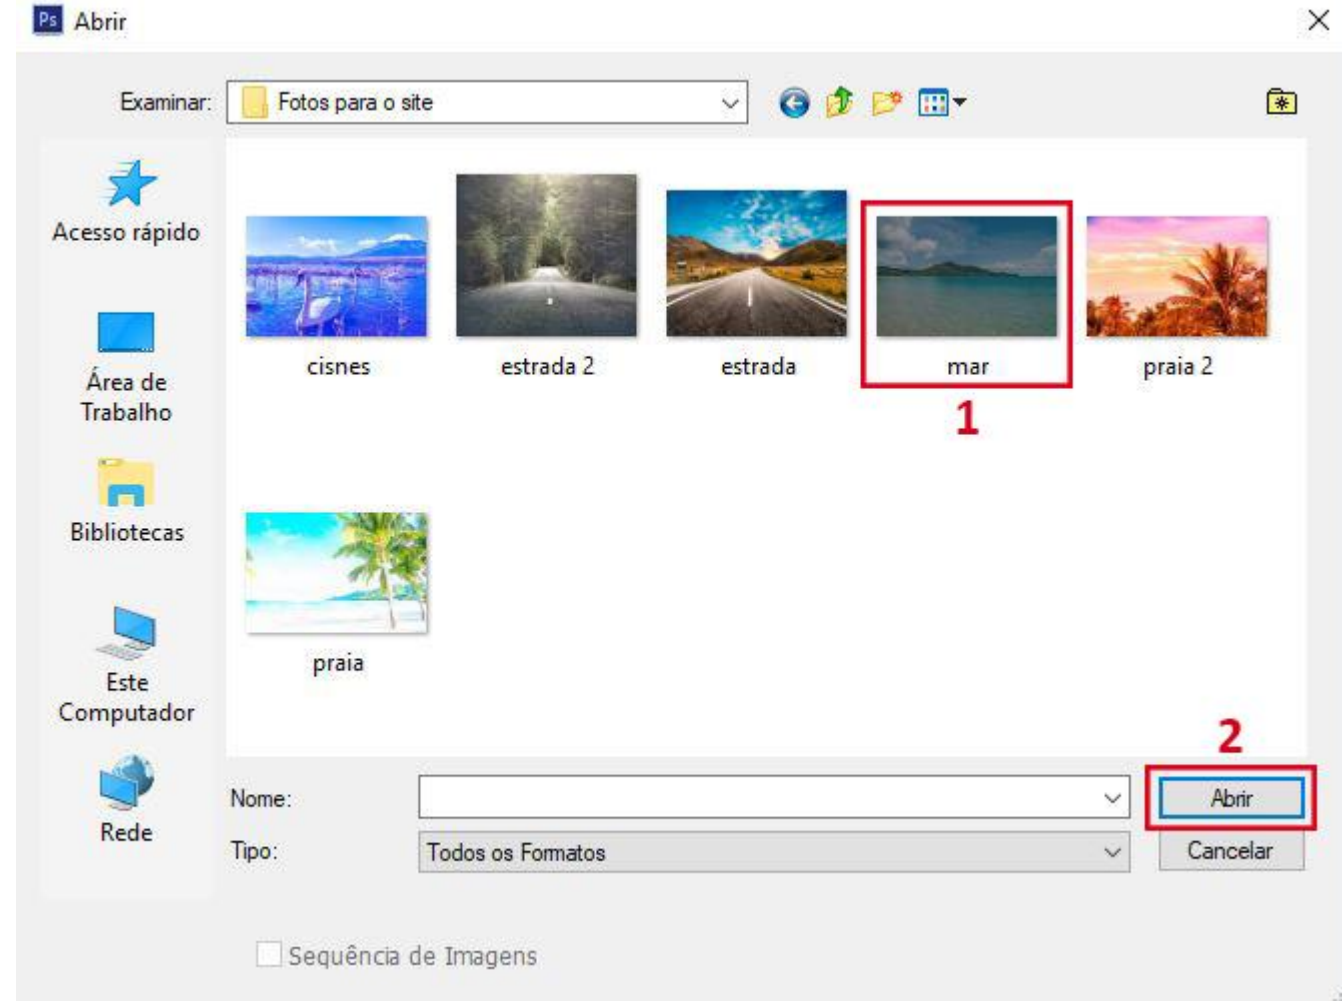 Ps Abrir
Examinar: Fotos para o site
Acesso rápido
Área de
Trabalho
Bibliotecas
Este
Computador
Rede
cisnes estrada 2 estrada mar praia 2
1
praia
2
Nome: Abrir
Tipo: Todos os Formatos Cancelar
Sequência de Imagens